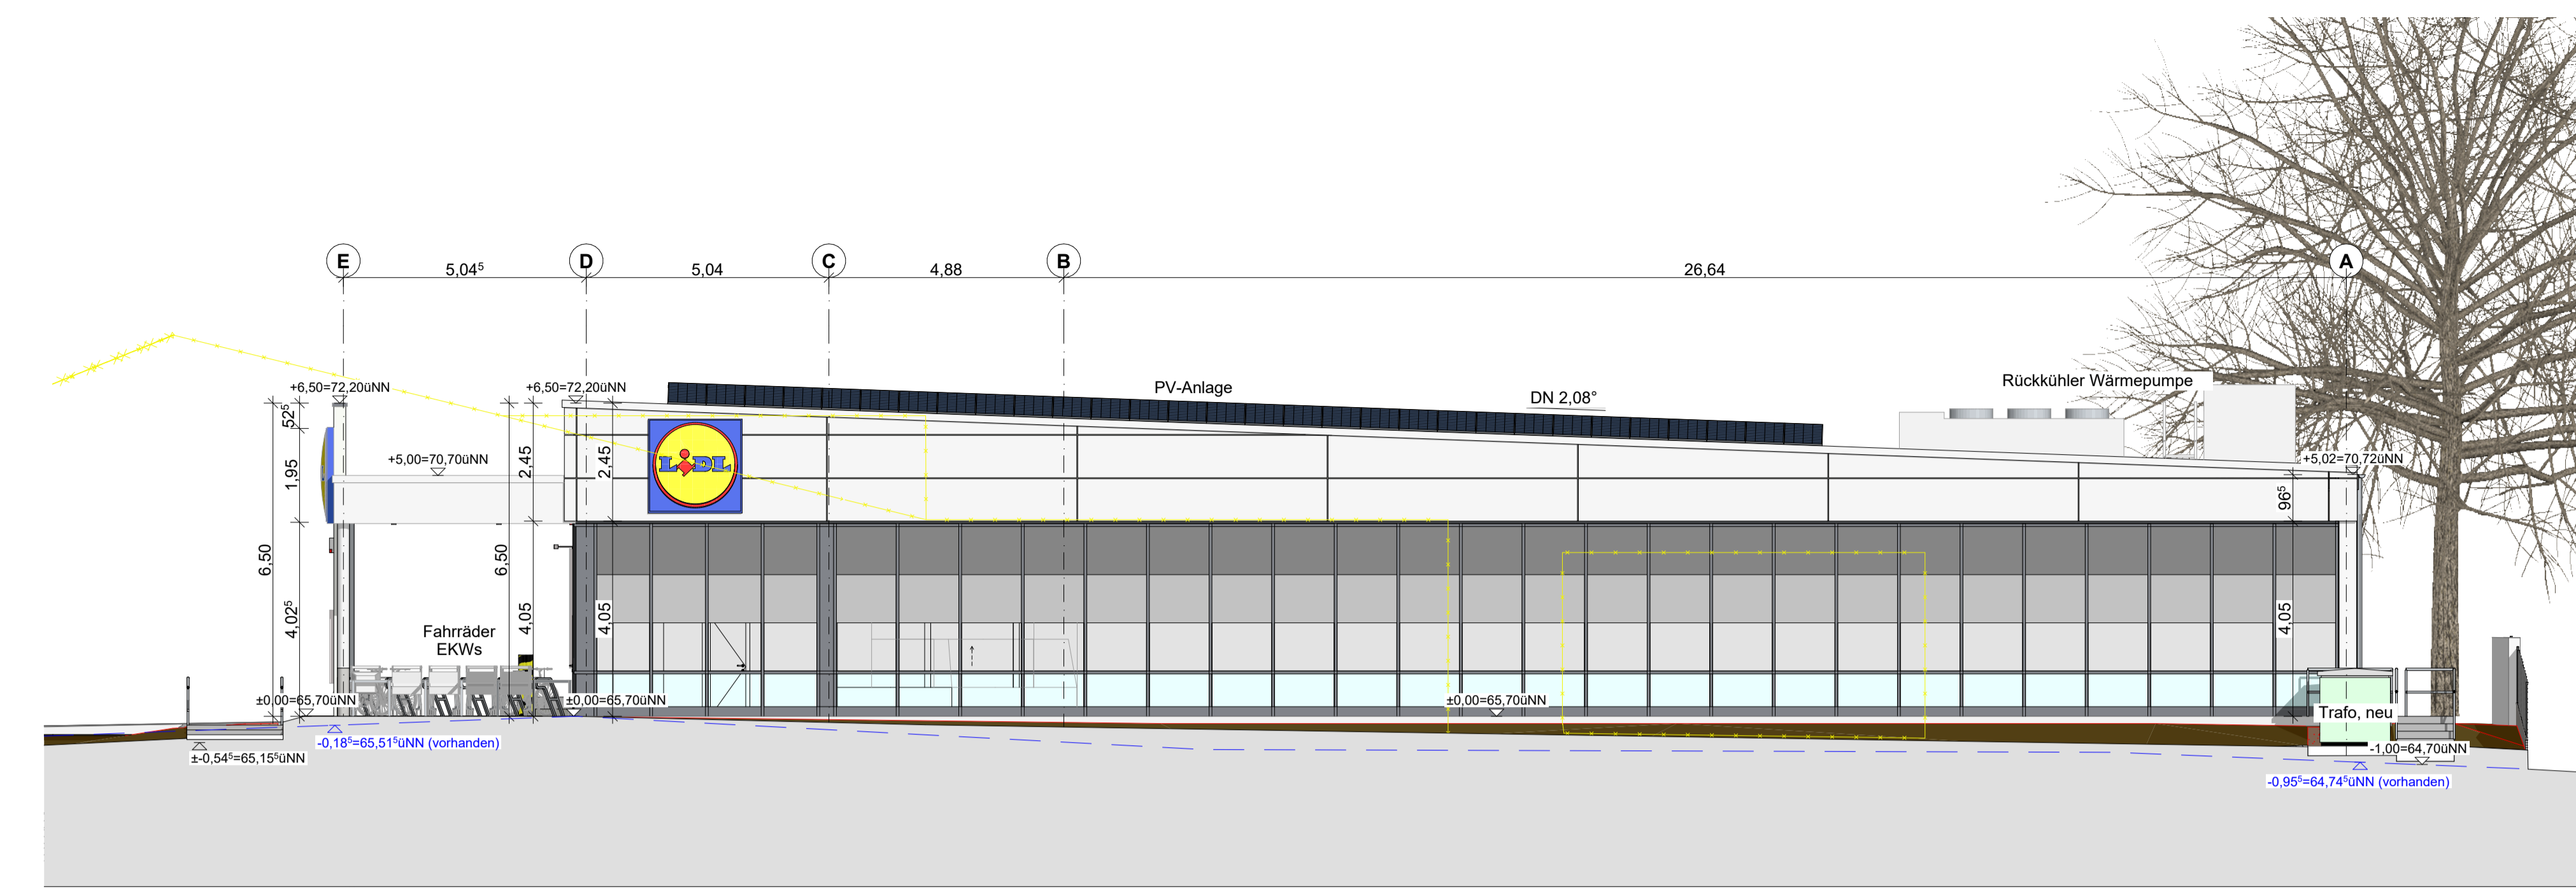 E
D
C
B
A
5,04⁵
5,04
4,88
26,64
+6,50=72,20üNN
+6,50=72,20üNN
PV-Anlage
DN 2,08°
Rückkühler Wärmepumpe
52⁵
1,95
6,50
4,02⁵
+5,00=70,70üNN
2,45
2,45
LIDL
+5,02=70,72üNN
96⁵
6,50
4,05
4,05
4,05
Fahrräder
EKWs
±0,00=65,70üNN
±0,00=65,70üNN
±0,00=65,70üNN
Trafo, neu
-0,18⁵=65,51⁵üNN (vorhanden)
±-0,54⁵=65,15⁵üNN
-1,00=64,70üNN
-0,95⁵=64,74⁵üNN (vorhanden)